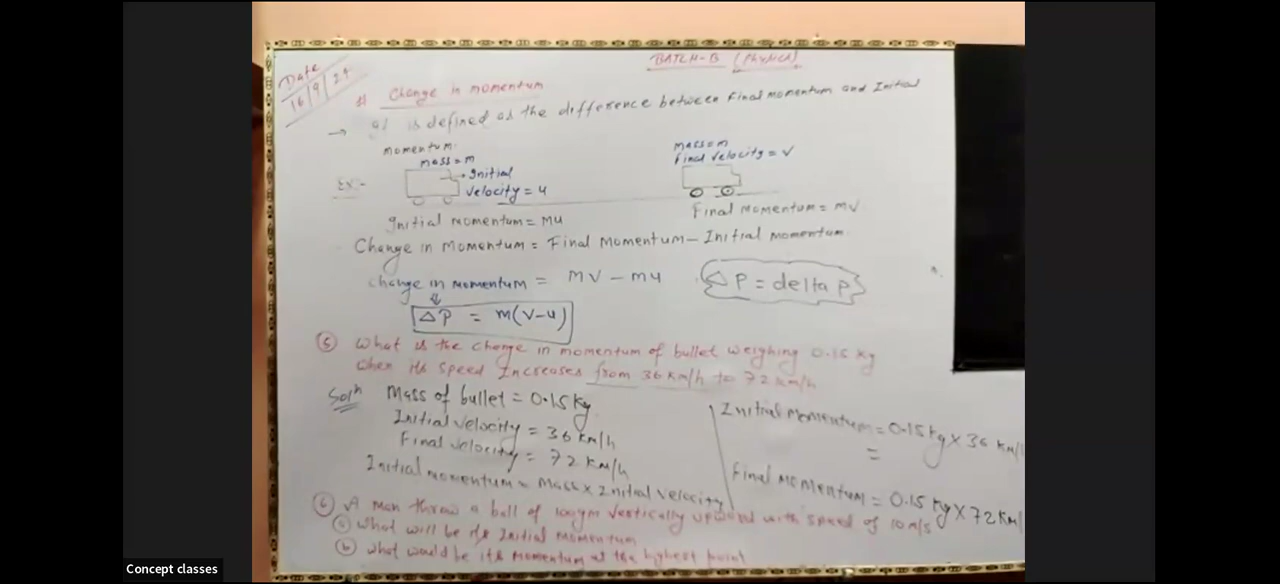 BATCH-B (PHYSICS)
Date
16/9/24
Change in momentum
→ It is defined as the difference between Final momentum and Initial
momentum.
mass = m
Initial
velocity = u
Ex:-
mass = m
Final velocity = v
Initial momentum = mu
Final momentum = mv
Change in momentum = Final Momentum - Initial momentum
change in momentum = mv - mu
△P = delta P
△P = m(v-u)
⑤ What is the change in momentum of bullet weighing 0.15 kg
when its speed Increases from 36 km/h to 72 km/h
Solⁿ Mass of bullet = 0.15 kg
Initial velocity = 36 km/h
Final velocity = 72 km/h
Initial momentum = Mass x Initial velocity
Initial momentum = 0.15 kg x 36 km/
=
Final momentum = 0.15 kg x 72 km/
⑥ A man throw a ball of vertically upward with speed of 10 m/s
ⓐ What will be its Initial momentum
ⓑ What would be its momentum at the highest point
Concept classes